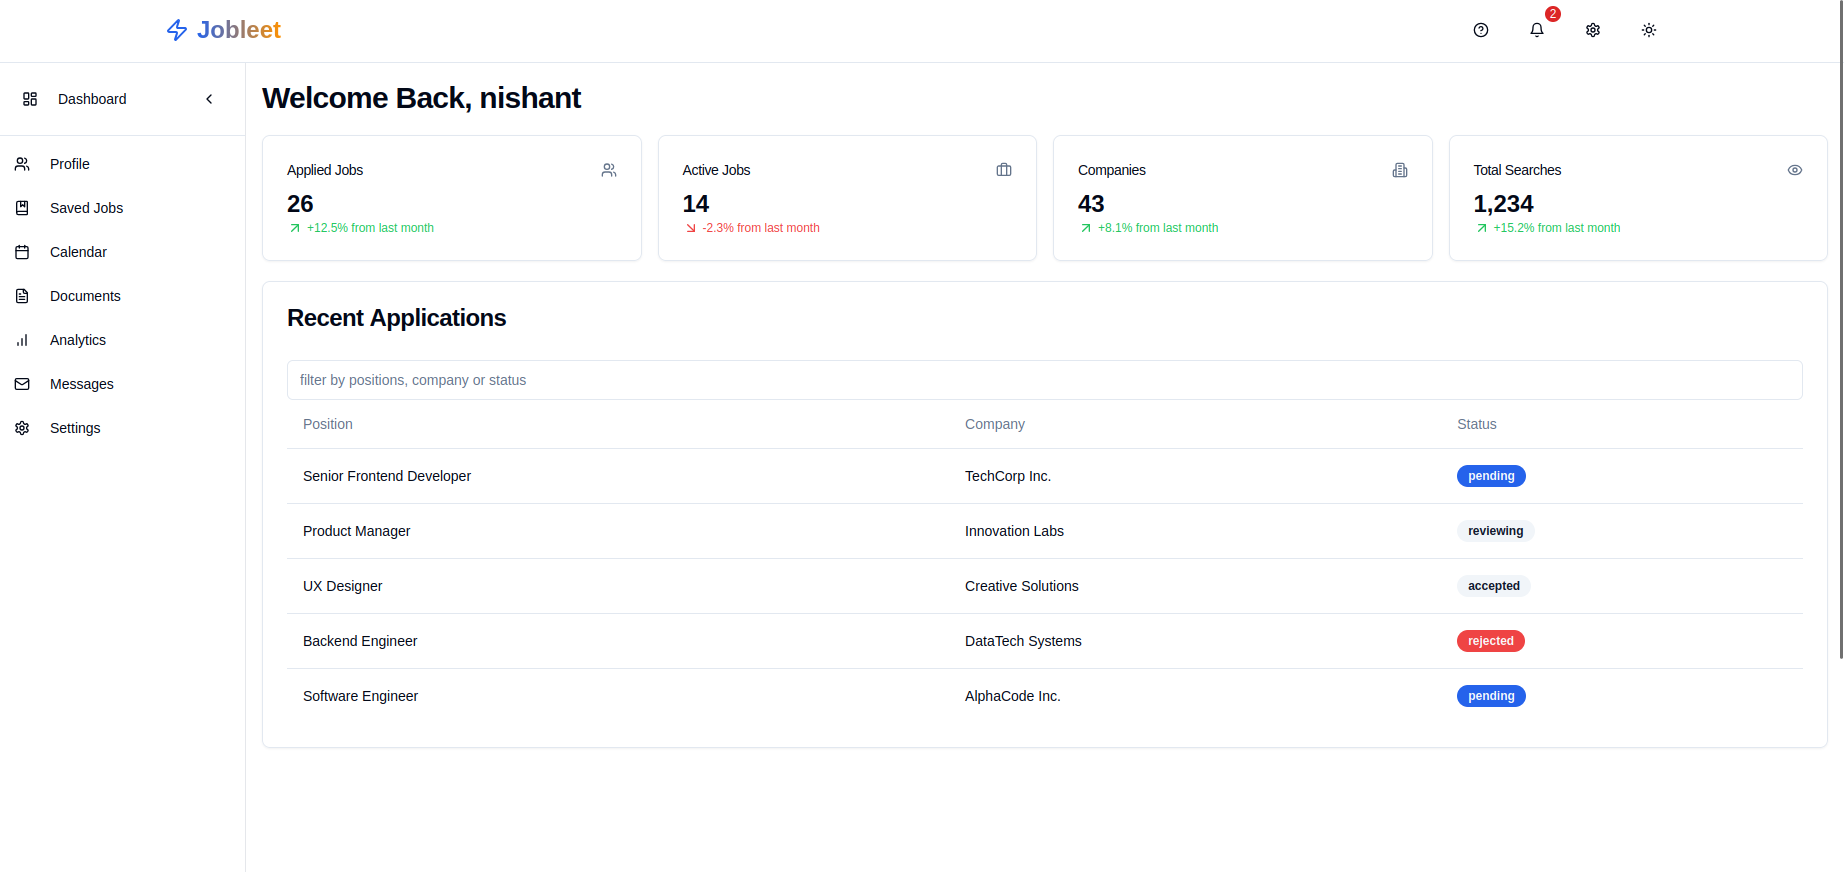 Jobleet
2
Dashboard
Profile
Saved Jobs
Calendar
Documents
Analytics
Messages
Settings
Welcome Back, nishant
Applied Jobs
26
+12.5% from last month
Active Jobs
14
-2.3% from last month
Companies
43
+8.1% from last month
Total Searches
1,234
+15.2% from last month
Recent Applications
filter by positions, company or status
Position Company Status
Senior Frontend Developer TechCorp Inc. pending
Product Manager Innovation Labs reviewing
UX Designer Creative Solutions accepted
Backend Engineer DataTech Systems rejected
Software Engineer AlphaCode Inc. pending